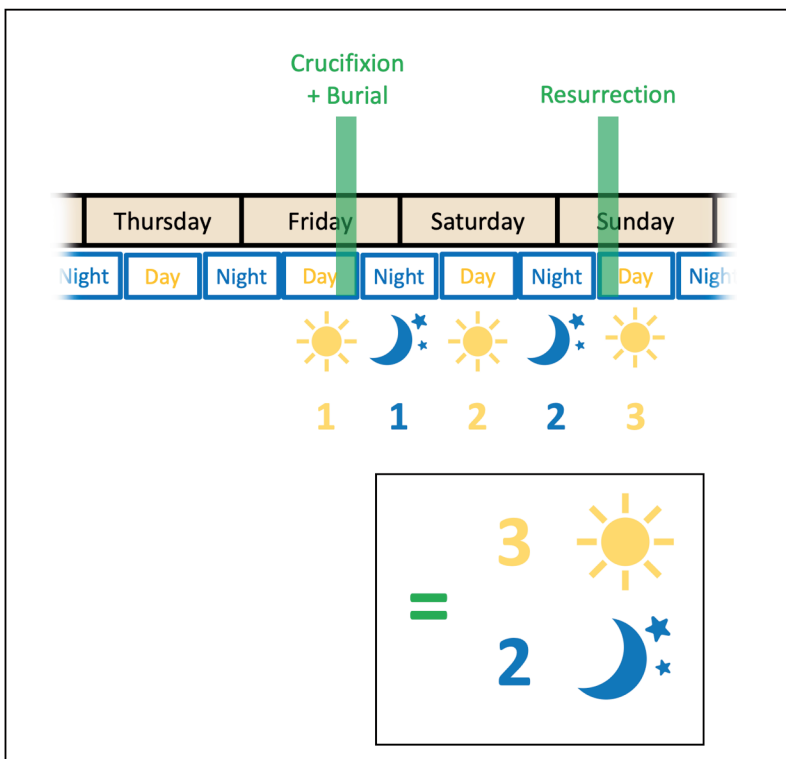 Crucifixion
+ Burial
Resurrection
Thursday Friday Saturday Sunday
Night Day Night Day Night Day Night Day Night
1 1 2 2 3
3
=
2